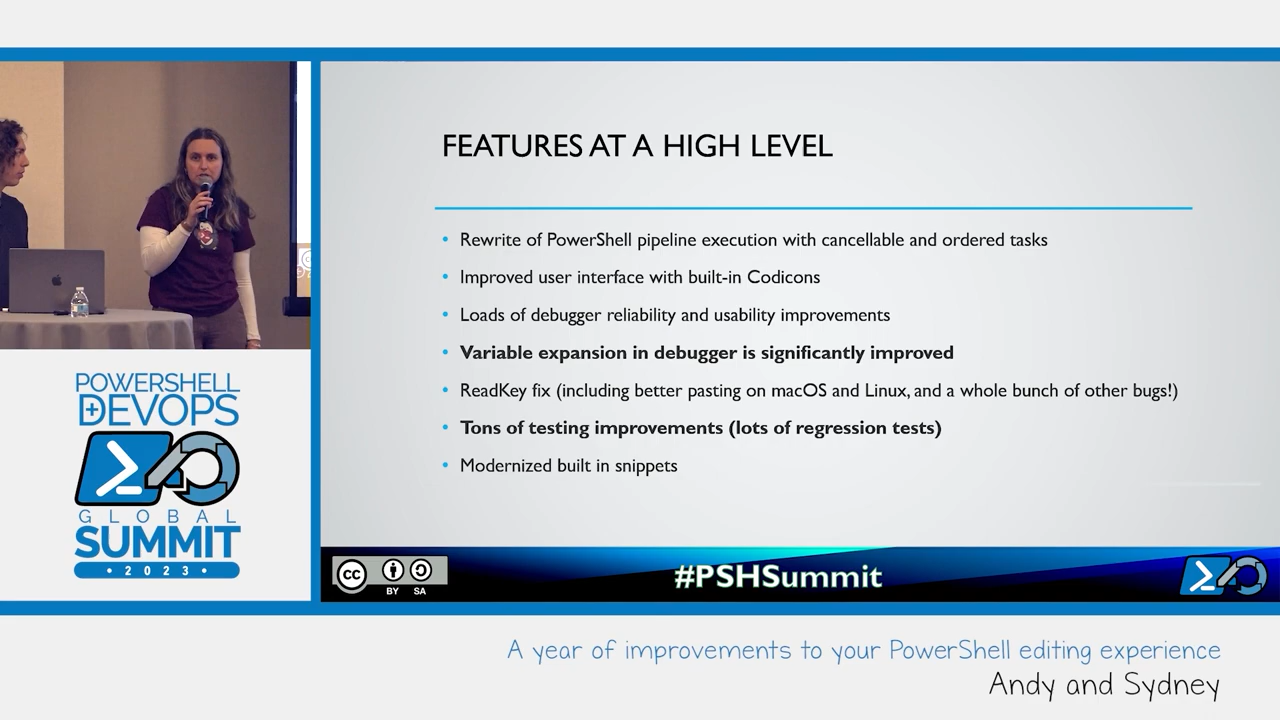 FEATURES AT A HIGH LEVEL
• Rewrite of PowerShell pipeline execution with cancellable and ordered tasks
• Improved user interface with built-in Codicons
• Loads of debugger reliability and usability improvements
• Variable expansion in debugger is significantly improved
• ReadKey fix (including better pasting on macOS and Linux, and a whole bunch of other bugs!)
• Tons of testing improvements (lots of regression tests)
• Modernized built in snippets
POWERSHELL
DEVOPS
GLOBAL
SUMMIT
• 2023 •
cc BY SA
#PSHSummit
A year of improvements to your PowerShell editing experience
Andy and Sydney